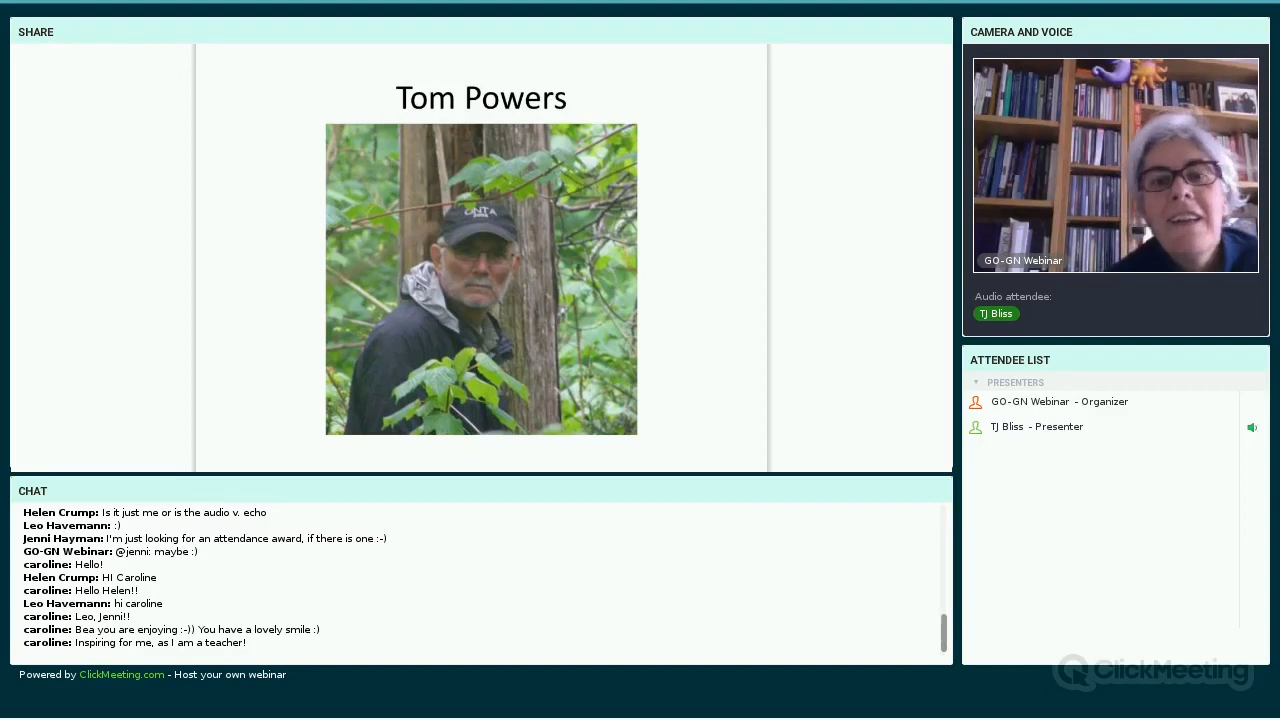 SHARE
Tom Powers
CAMERA AND VOICE
GO-GN Webinar
Audio attendee:
TJ Bliss
ATTENDEE LIST
PRESENTERS
GO-GN Webinar - Organizer
TJ Bliss - Presenter
CHAT
Helen Crump: Is it just me or is the audio v. echo
Leo Havemann: :)
Jenni Hayman: I'm just looking for an attendance award, if there is one :-)
GO-GN Webinar: @jenni: maybe :)
caroline: Hello!
Helen Crump: HI Caroline
caroline: Hello Helen!!
Leo Havemann: hi caroline
caroline: Leo, Jenni!!
caroline: Bea you are enjoying :-)) You have a lovely smile :)
caroline: Inspiring for me, as I am a teacher!
Powered by ClickMeeting.com - Host your own webinar
ClickMeeting